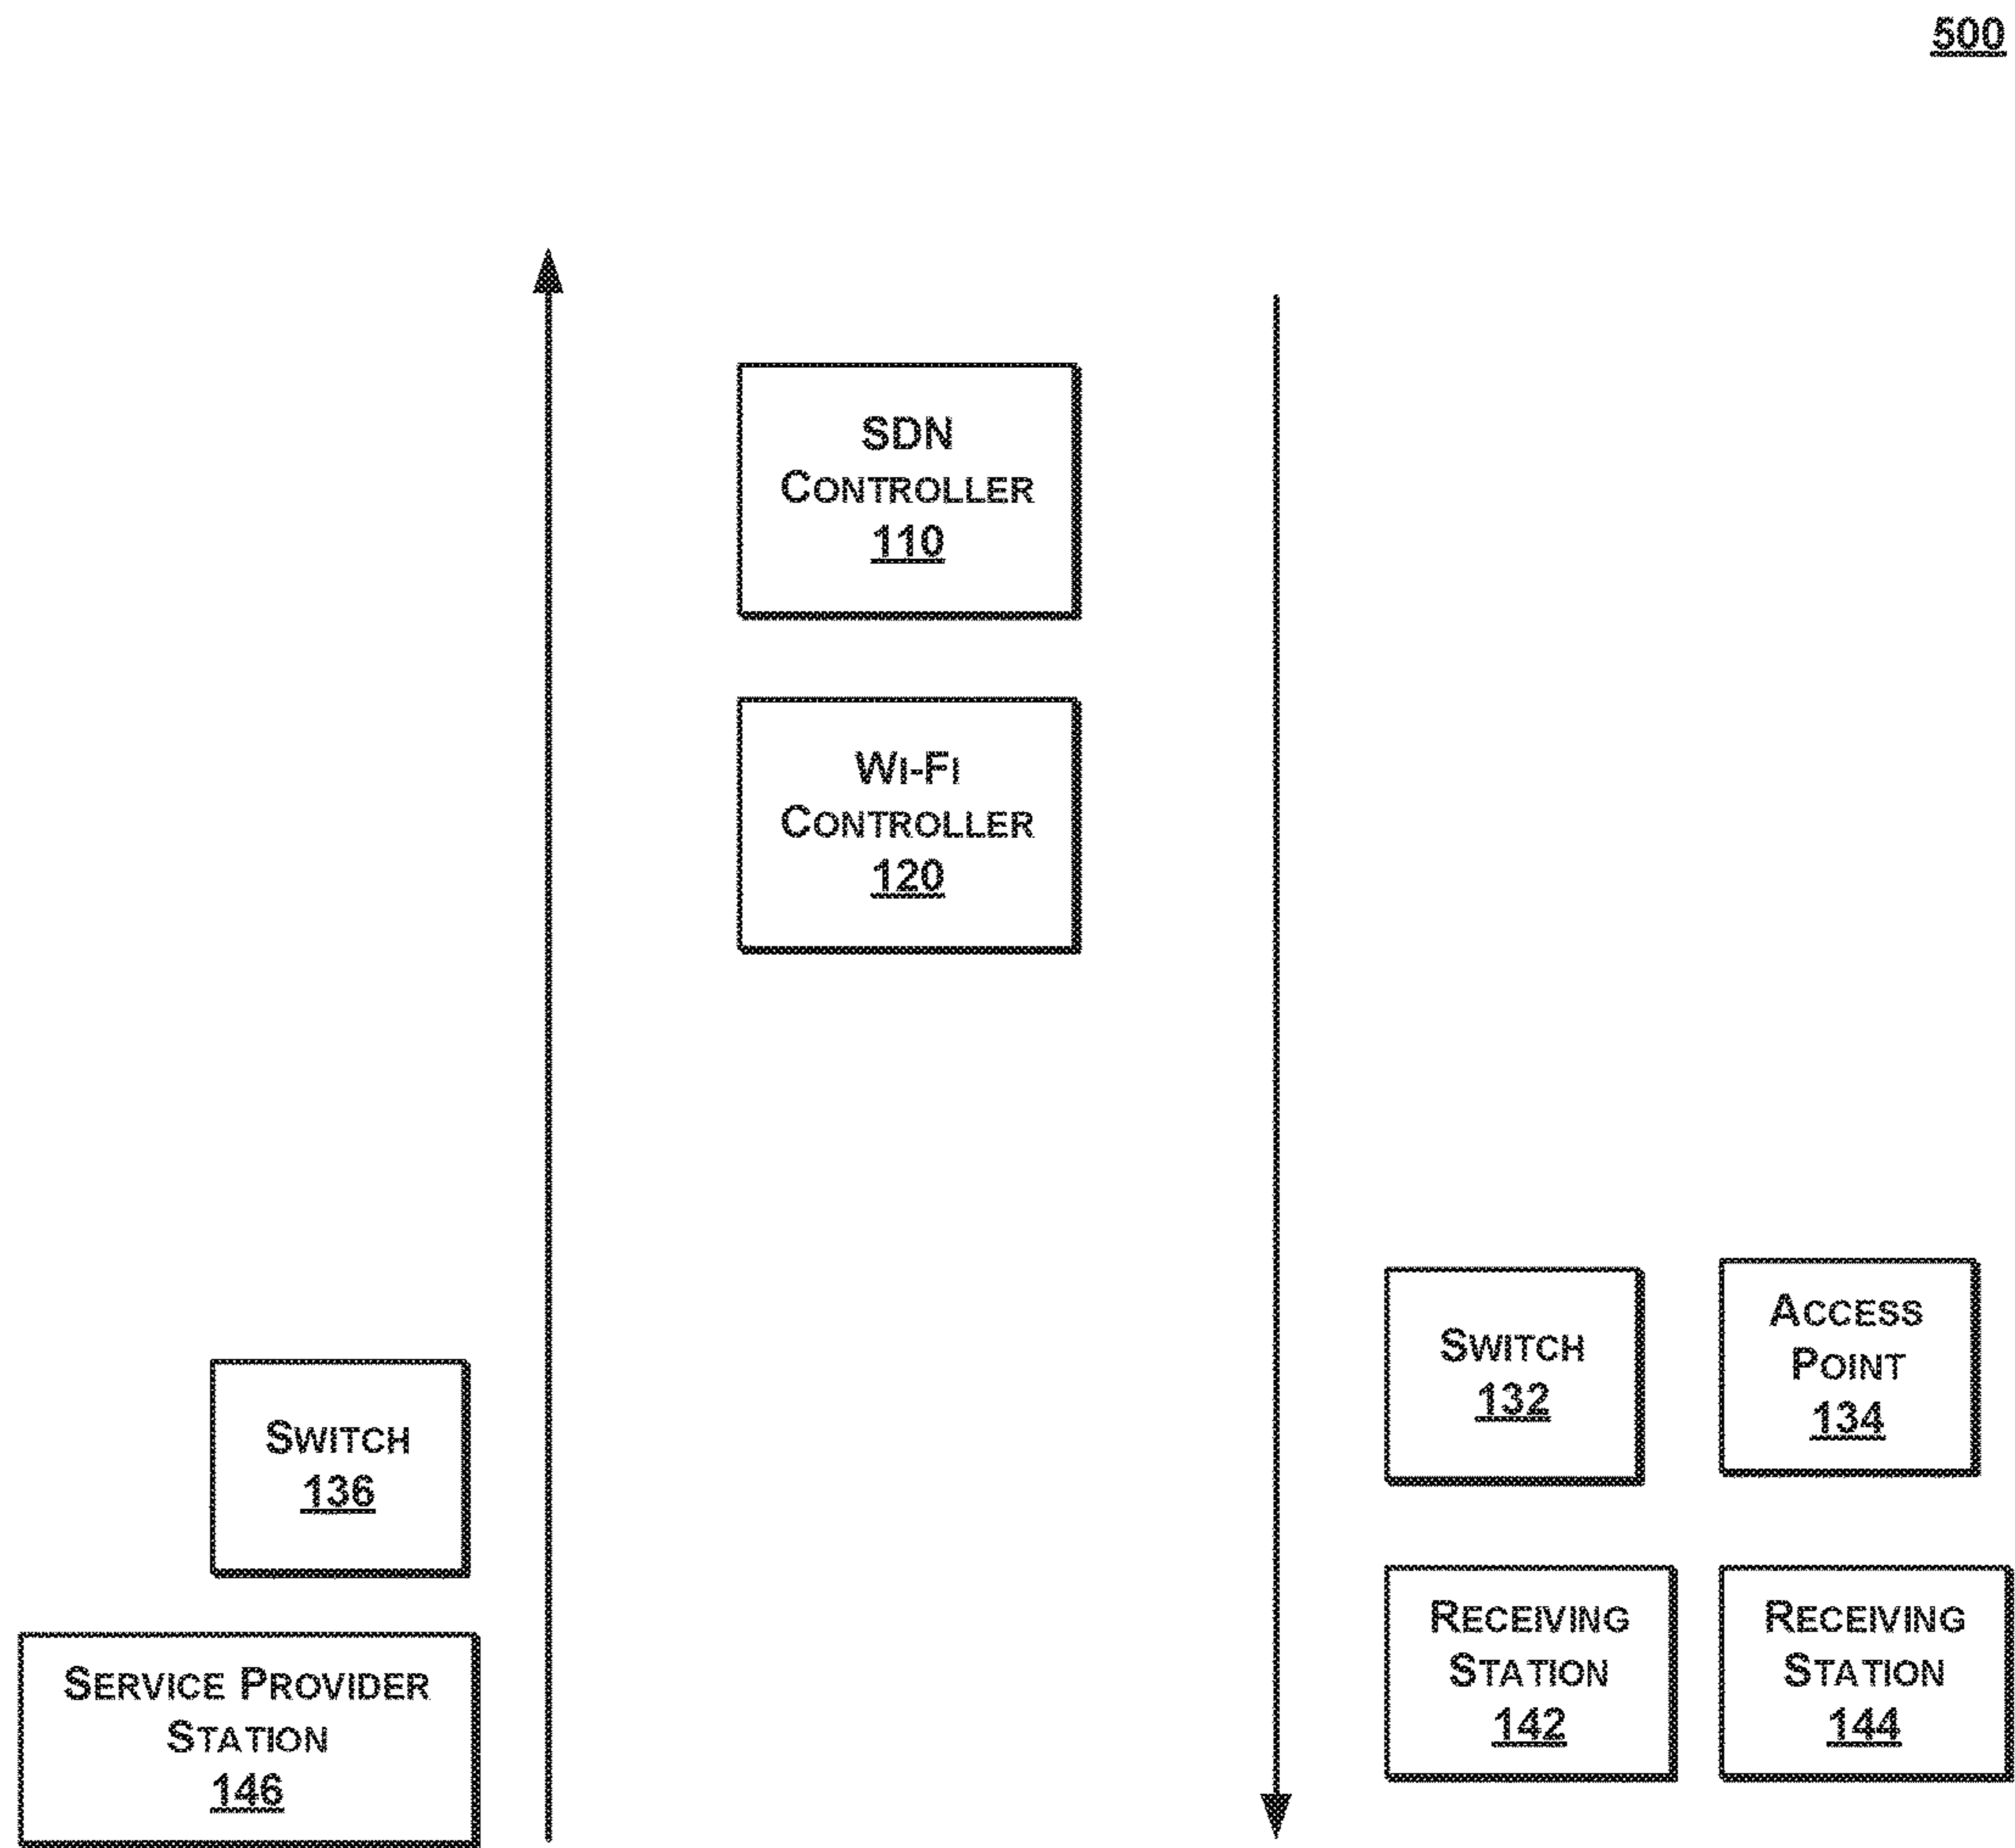 500
SDN
CONTROLLER
110
WI-FI
CONTROLLER
120
SWITCH
136
SERVICE PROVIDER
STATION
146
SWITCH
132
ACCESS
POINT
134
RECEIVING
STATION
142
RECEIVING
STATION
144